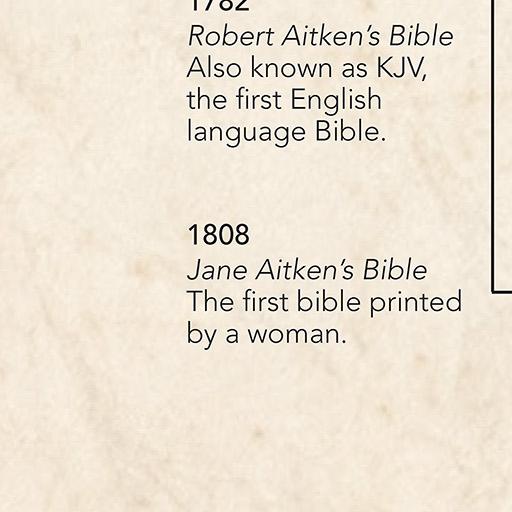 1782
Robert Aitken's Bible
Also known as KJV,
the first English
language Bible.
1808
Jane Aitken's Bible
The first bible printed
by a woman.